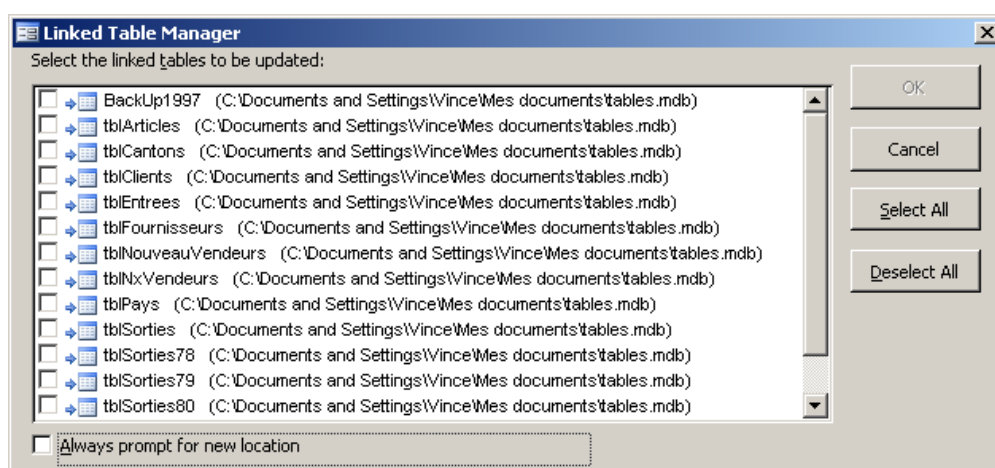 Linked Table Manager
Select the linked tables to be updated:
BackUp1997 (C:\Documents and Settings\Vince\Mes documents\tables.mdb)
tblArticles (C:\Documents and Settings\Vince\Mes documents\tables.mdb)
tblCantons (C:\Documents and Settings\Vince\Mes documents\tables.mdb)
tblClients (C:\Documents and Settings\Vince\Mes documents\tables.mdb)
tblEntrees (C:\Documents and Settings\Vince\Mes documents\tables.mdb)
tblFournisseurs (C:\Documents and Settings\Vince\Mes documents\tables.mdb)
tblNouveauVendeurs (C:\Documents and Settings\Vince\Mes documents\tables.mdb)
tblNxVendeurs (C:\Documents and Settings\Vince\Mes documents\tables.mdb)
tblPays (C:\Documents and Settings\Vince\Mes documents\tables.mdb)
tblSorties (C:\Documents and Settings\Vince\Mes documents\tables.mdb)
tblSorties78 (C:\Documents and Settings\Vince\Mes documents\tables.mdb)
tblSorties79 (C:\Documents and Settings\Vince\Mes documents\tables.mdb)
tblSorties80 (C:\Documents and Settings\Vince\Mes documents\tables.mdb)
Always prompt for new location
OK
Cancel
Select All
Deselect All